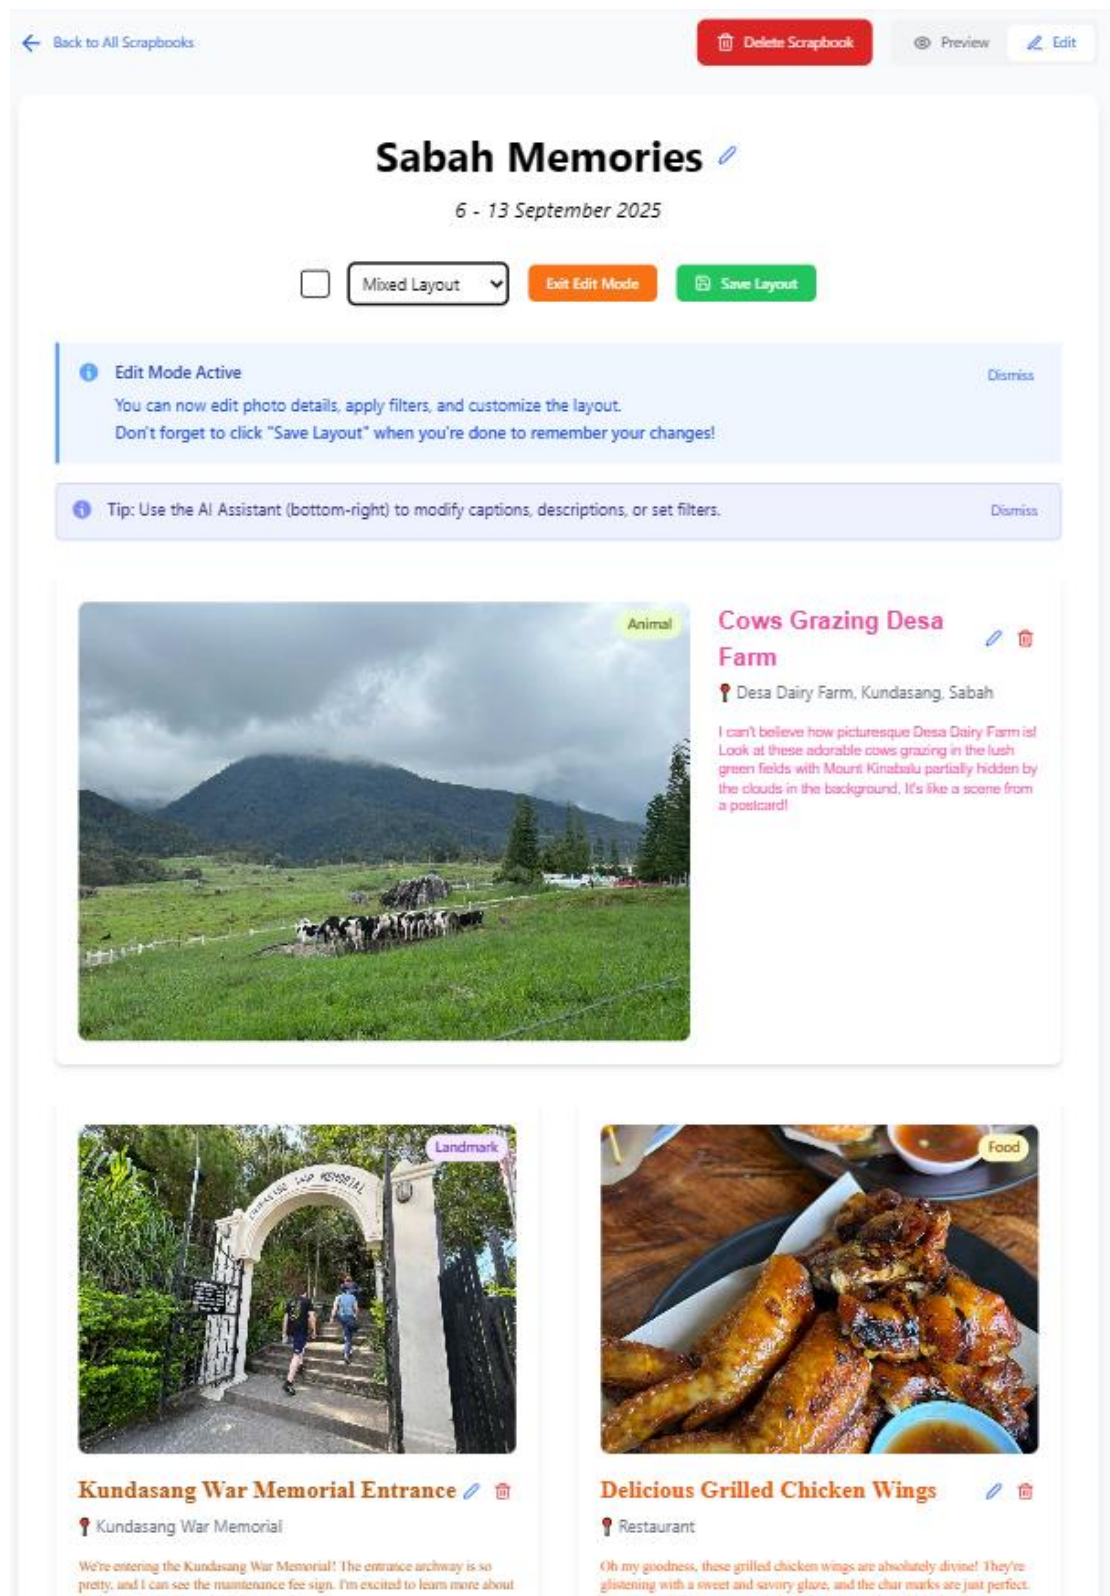 Back to All Scrapbooks
Delete Scrapbook
Preview
Edit
Sabah Memories
6 - 13 September 2025
Mixed Layout
Exit Edit Mode
Save Layout
Edit Mode Active
Dismiss
You can now edit photo details, apply filters, and customize the layout.
Don't forget to click "Save Layout" when you're done to remember your changes!
Tip: Use the AI Assistant (bottom-right) to modify captions, descriptions, or set filters.
Dismiss
Animal
Cows Grazing Desa
Farm
Desa Dairy Farm, Kundasang, Sabah
I can't believe how picturesque Desa Dairy Farm is!
Look at these adorable cows grazing in the lush
green fields with Mount Kinabalu partially hidden by
the clouds in the background. It's like a scene from
a postcard!
Landmark
KUNDASANG WAR MEMORIAL
Kundasang War Memorial Entrance
Kundasang War Memorial
We're entering the Kundasang War Memorial! The entrance archway is so
pretty, and I can see the maintenance fee sign. I'm excited to learn more about
Food
Delicious Grilled Chicken Wings
Restaurant
Oh my goodness, these grilled chicken wings are absolutely divine! They're
glistening with a sweet and savory glaze, and the char marks are just perfect.